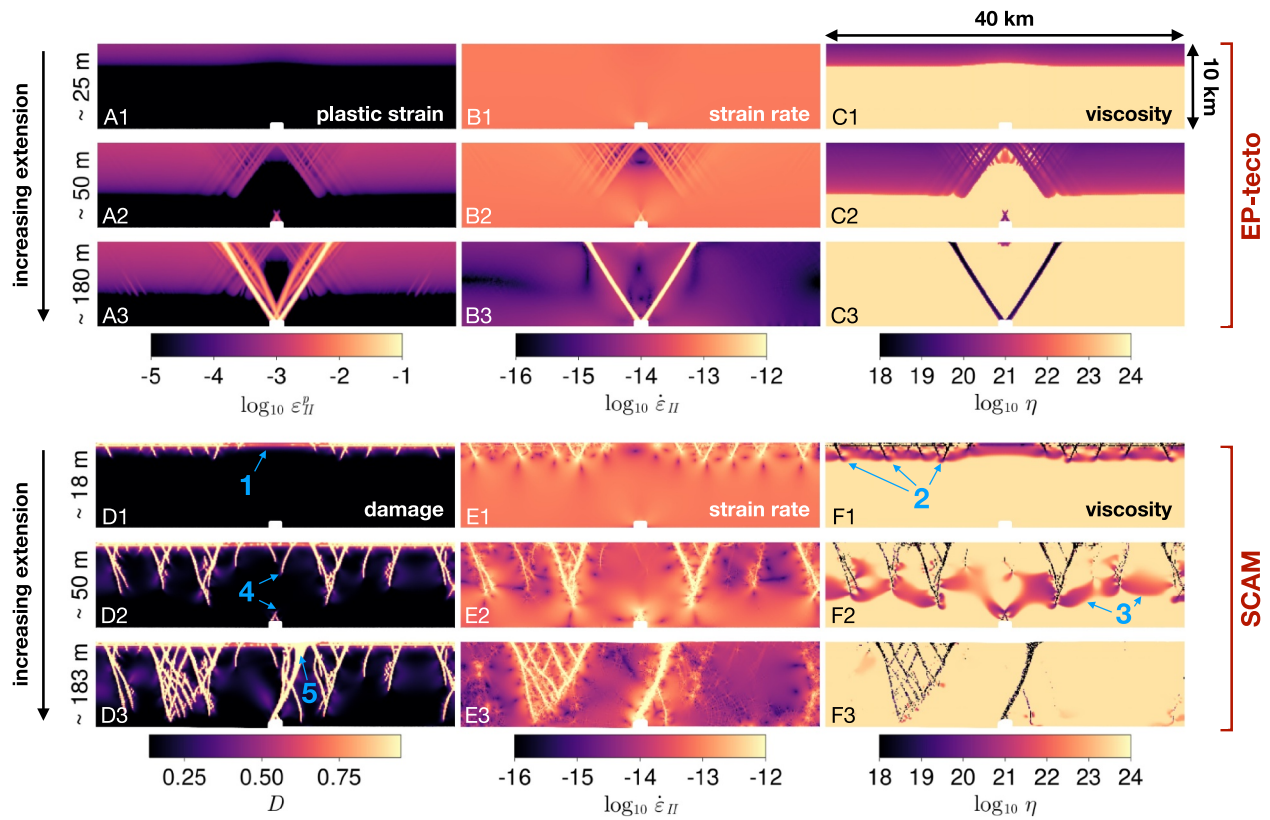 40 km
10 km
increasing extension
~ 25 m
A1
plastic strain
B1
strain rate
C1
viscosity
~ 50 m
A2
B2
C2
~ 180 m
A3
B3
C3
EP-tecto
-5 -4 -3 -2 -1
log₁₀ εᵖ_II
-16 -14 -13 -12
log₁₀ ε̇_II
18 19 20 21 22 23 24
log₁₀ η
increasing extension
~ 18 m
1
D1
damage
E1
strain rate
2
F1
viscosity
~ 50 m
4
D2
E2
3
F2
~ 183 m
5
D3
E3
F3
SCAM
0.25 0.50 0.75
D
-16 -14 -13 -12
log₁₀ ε̇_II
18 19 20 21 22 23 24
log₁₀ η